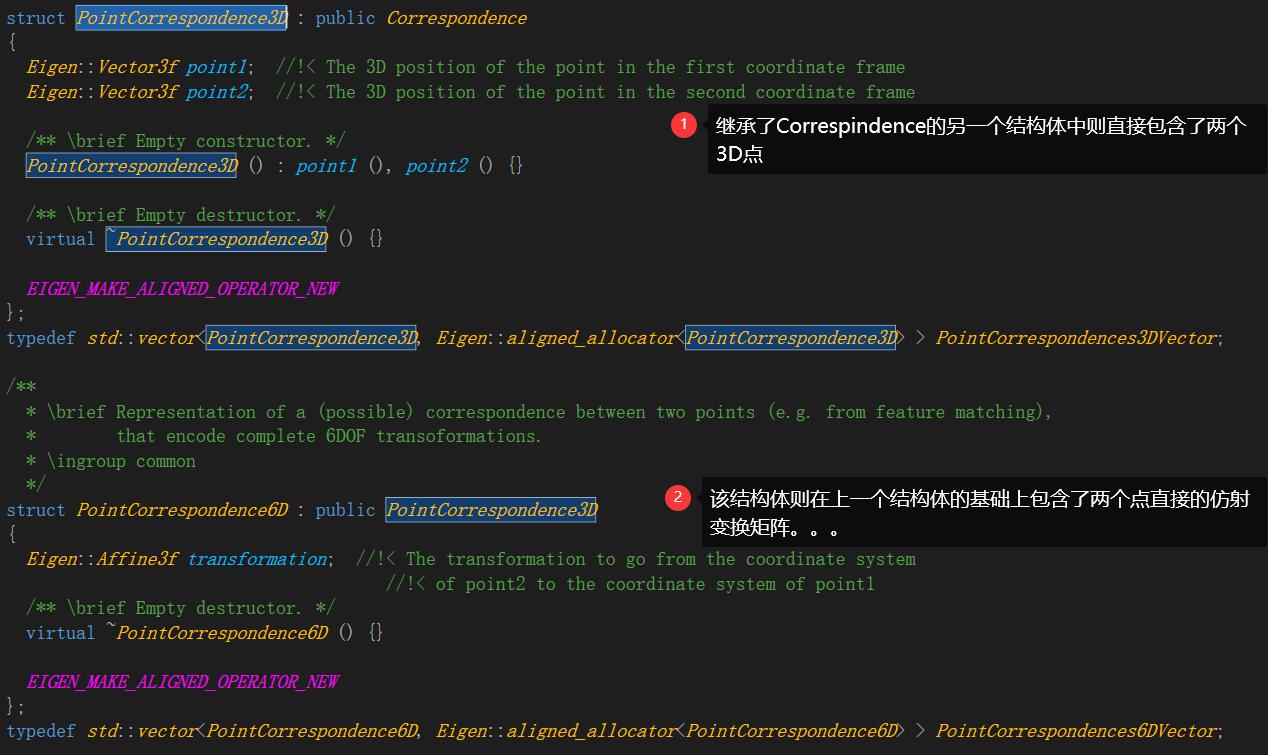 struct PointCorrespondence3D : public Correspondence
{
  Eigen::Vector3f point1;  //!< The 3D position of the point in the first coordinate frame
  Eigen::Vector3f point2;  //!< The 3D position of the point in the second coordinate frame
1
继承了Correspindence的另一个结构体中则直接包含了两个
3D点
  /** \brief Empty constructor. */
  PointCorrespondence3D () : point1 (), point2 () {}
  /** \brief Empty destructor. */
  virtual ~PointCorrespondence3D () {}
  EIGEN_MAKE_ALIGNED_OPERATOR_NEW
};
typedef std::vector<PointCorrespondence3D, Eigen::aligned_allocator<PointCorrespondence3D> > PointCorrespondences3DVector;
/**
  * \brief Representation of a (possible) correspondence between two points (e.g. from feature matching),
  *        that encode complete 6DOF transoformations.
  * \ingroup common
  */
2
该结构体则在上一个结构体的基础上包含了两个点直接的仿射
变换矩阵。。。
struct PointCorrespondence6D : public PointCorrespondence3D
{
  Eigen::Affine3f transformation;  //!< The transformation to go from the coordinate system
                                      //!< of point2 to the coordinate system of point1
  /** \brief Empty destructor. */
  virtual ~PointCorrespondence6D () {}
  EIGEN_MAKE_ALIGNED_OPERATOR_NEW
};
typedef std::vector<PointCorrespondence6D, Eigen::aligned_allocator<PointCorrespondence6D> > PointCorrespondences6DVector;